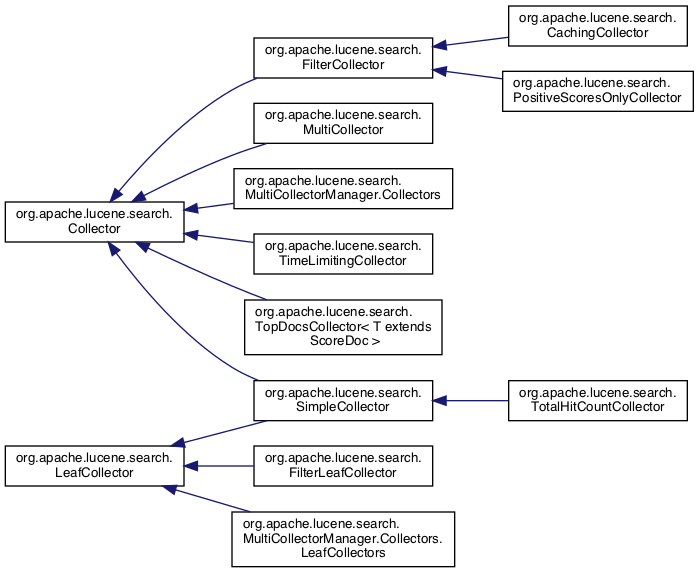 org.apache.lucene.search.
CachingCollector
org.apache.lucene.search.
FilterCollector
org.apache.lucene.search.
PositiveScoresOnlyCollector
org.apache.lucene.search.
MultiCollector
org.apache.lucene.search.
MultiCollectorManager.Collectors
org.apache.lucene.search.
Collector
org.apache.lucene.search.
TimeLimitingCollector
org.apache.lucene.search.
TopDocsCollector< T extends
ScoreDoc >
org.apache.lucene.search.
SimpleCollector
org.apache.lucene.search.
TotalHitCountCollector
org.apache.lucene.search.
LeafCollector
org.apache.lucene.search.
FilterLeafCollector
org.apache.lucene.search.
MultiCollectorManager.Collectors.
LeafCollectors